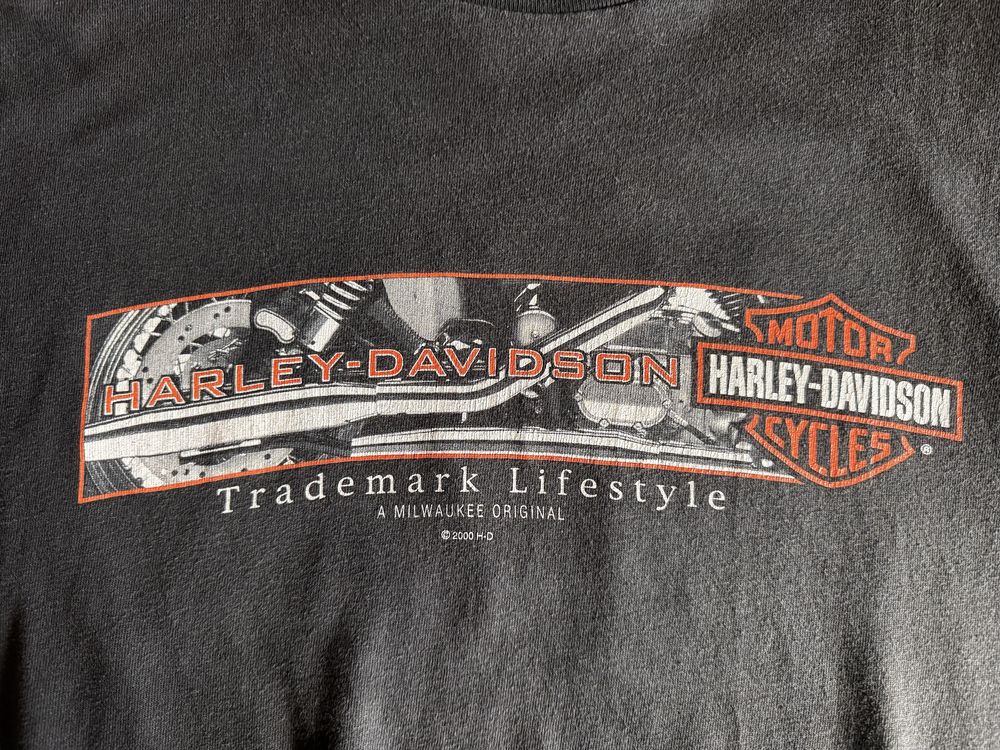 HARLEY-DAVIDSON
MOTOR
HARLEY-DAVIDSON
CYCLES
®
Trademark Lifestyle
A MILWAUKEE ORIGINAL
© 2000 H-D